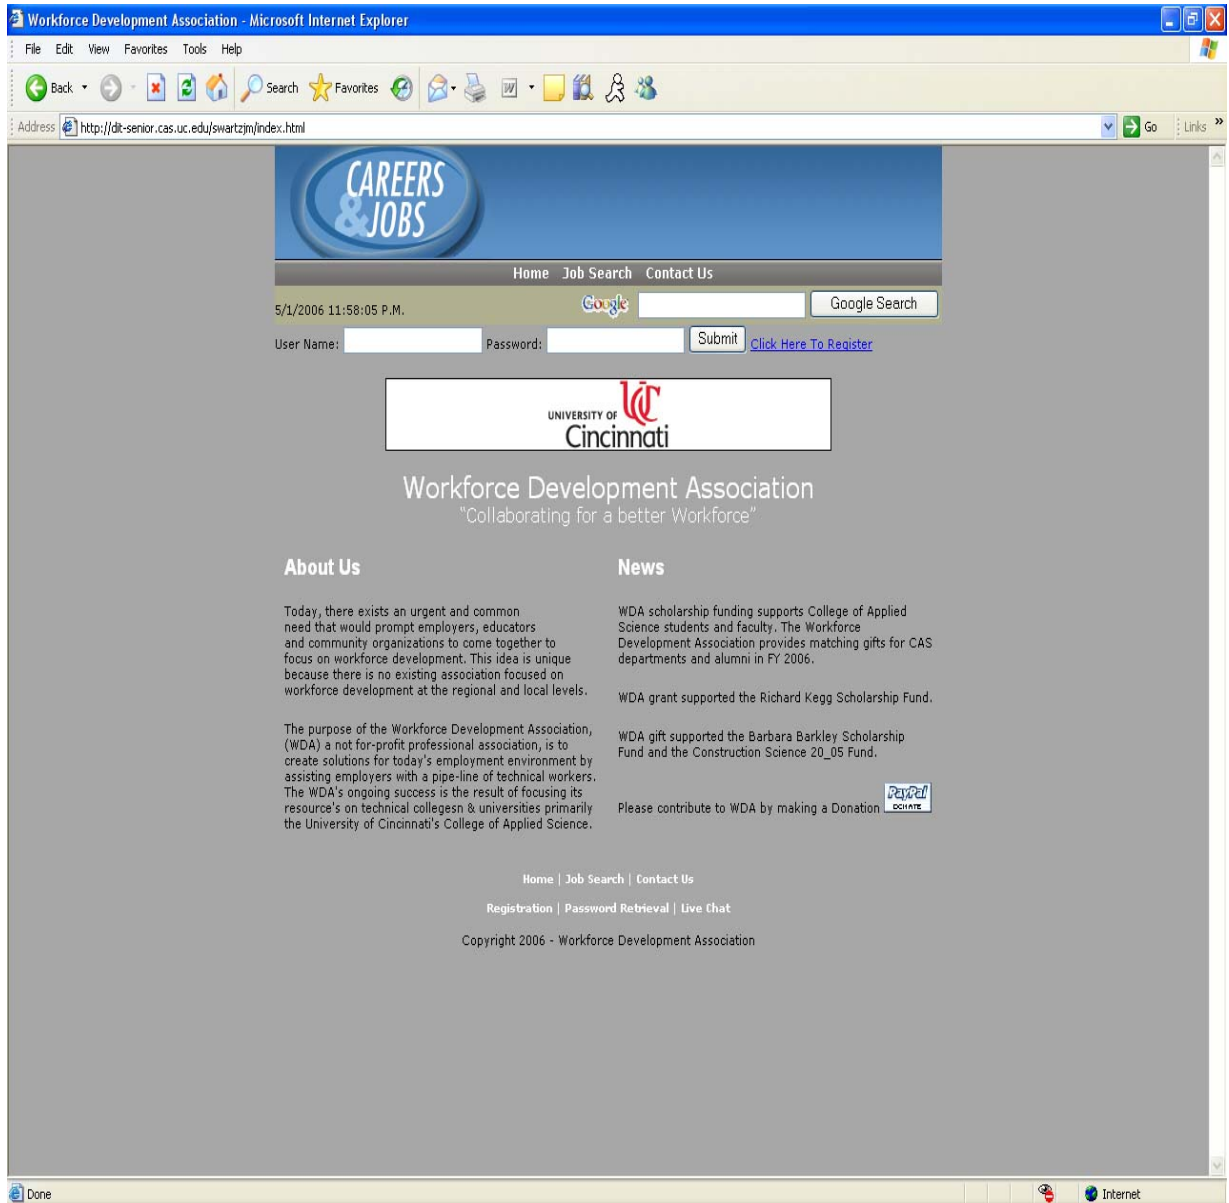 Workforce Development Association - Microsoft Internet Explorer
File Edit View Favorites Tools Help
Back Search Favorites
Address http://dit-senior.cas.uc.edu/swartzjm/index.html Go Links »
CAREERS
& JOBS
Home Job Search Contact Us
5/1/2006 11:58:05 P.M. Google Google Search
User Name: Password: Submit Click Here To Register
UNIVERSITY OF UC
Cincinnati
Workforce Development Association
"Collaborating for a better Workforce"
About Us
Today, there exists an urgent and common
need that would prompt employers, educators
and community organizations to come together to
focus on workforce development. This idea is unique
because there is no existing association focused on
workforce development at the regional and local levels.
The purpose of the Workforce Development Association,
(WDA) a not for-profit professional association, is to
create solutions for today's employment environment by
assisting employers with a pipe-line of technical workers.
The WDA's ongoing success is the result of focusing its
resource's on technical collegesn & universities primarily
the University of Cincinnati's College of Applied Science.
News
WDA scholarship funding supports College of Applied
Science students and faculty. The Workforce
Development Association provides matching gifts for CAS
departments and alumni in FY 2006.
WDA grant supported the Richard Kegg Scholarship Fund.
WDA gift supported the Barbara Barkley Scholarship
Fund and the Construction Science 20_05 Fund.
Please contribute to WDA by making a Donation PayPal
DONATE
Home | Job Search | Contact Us
Registration | Password Retrieval | Live Chat
Copyright 2006 - Workforce Development Association
Done Internet